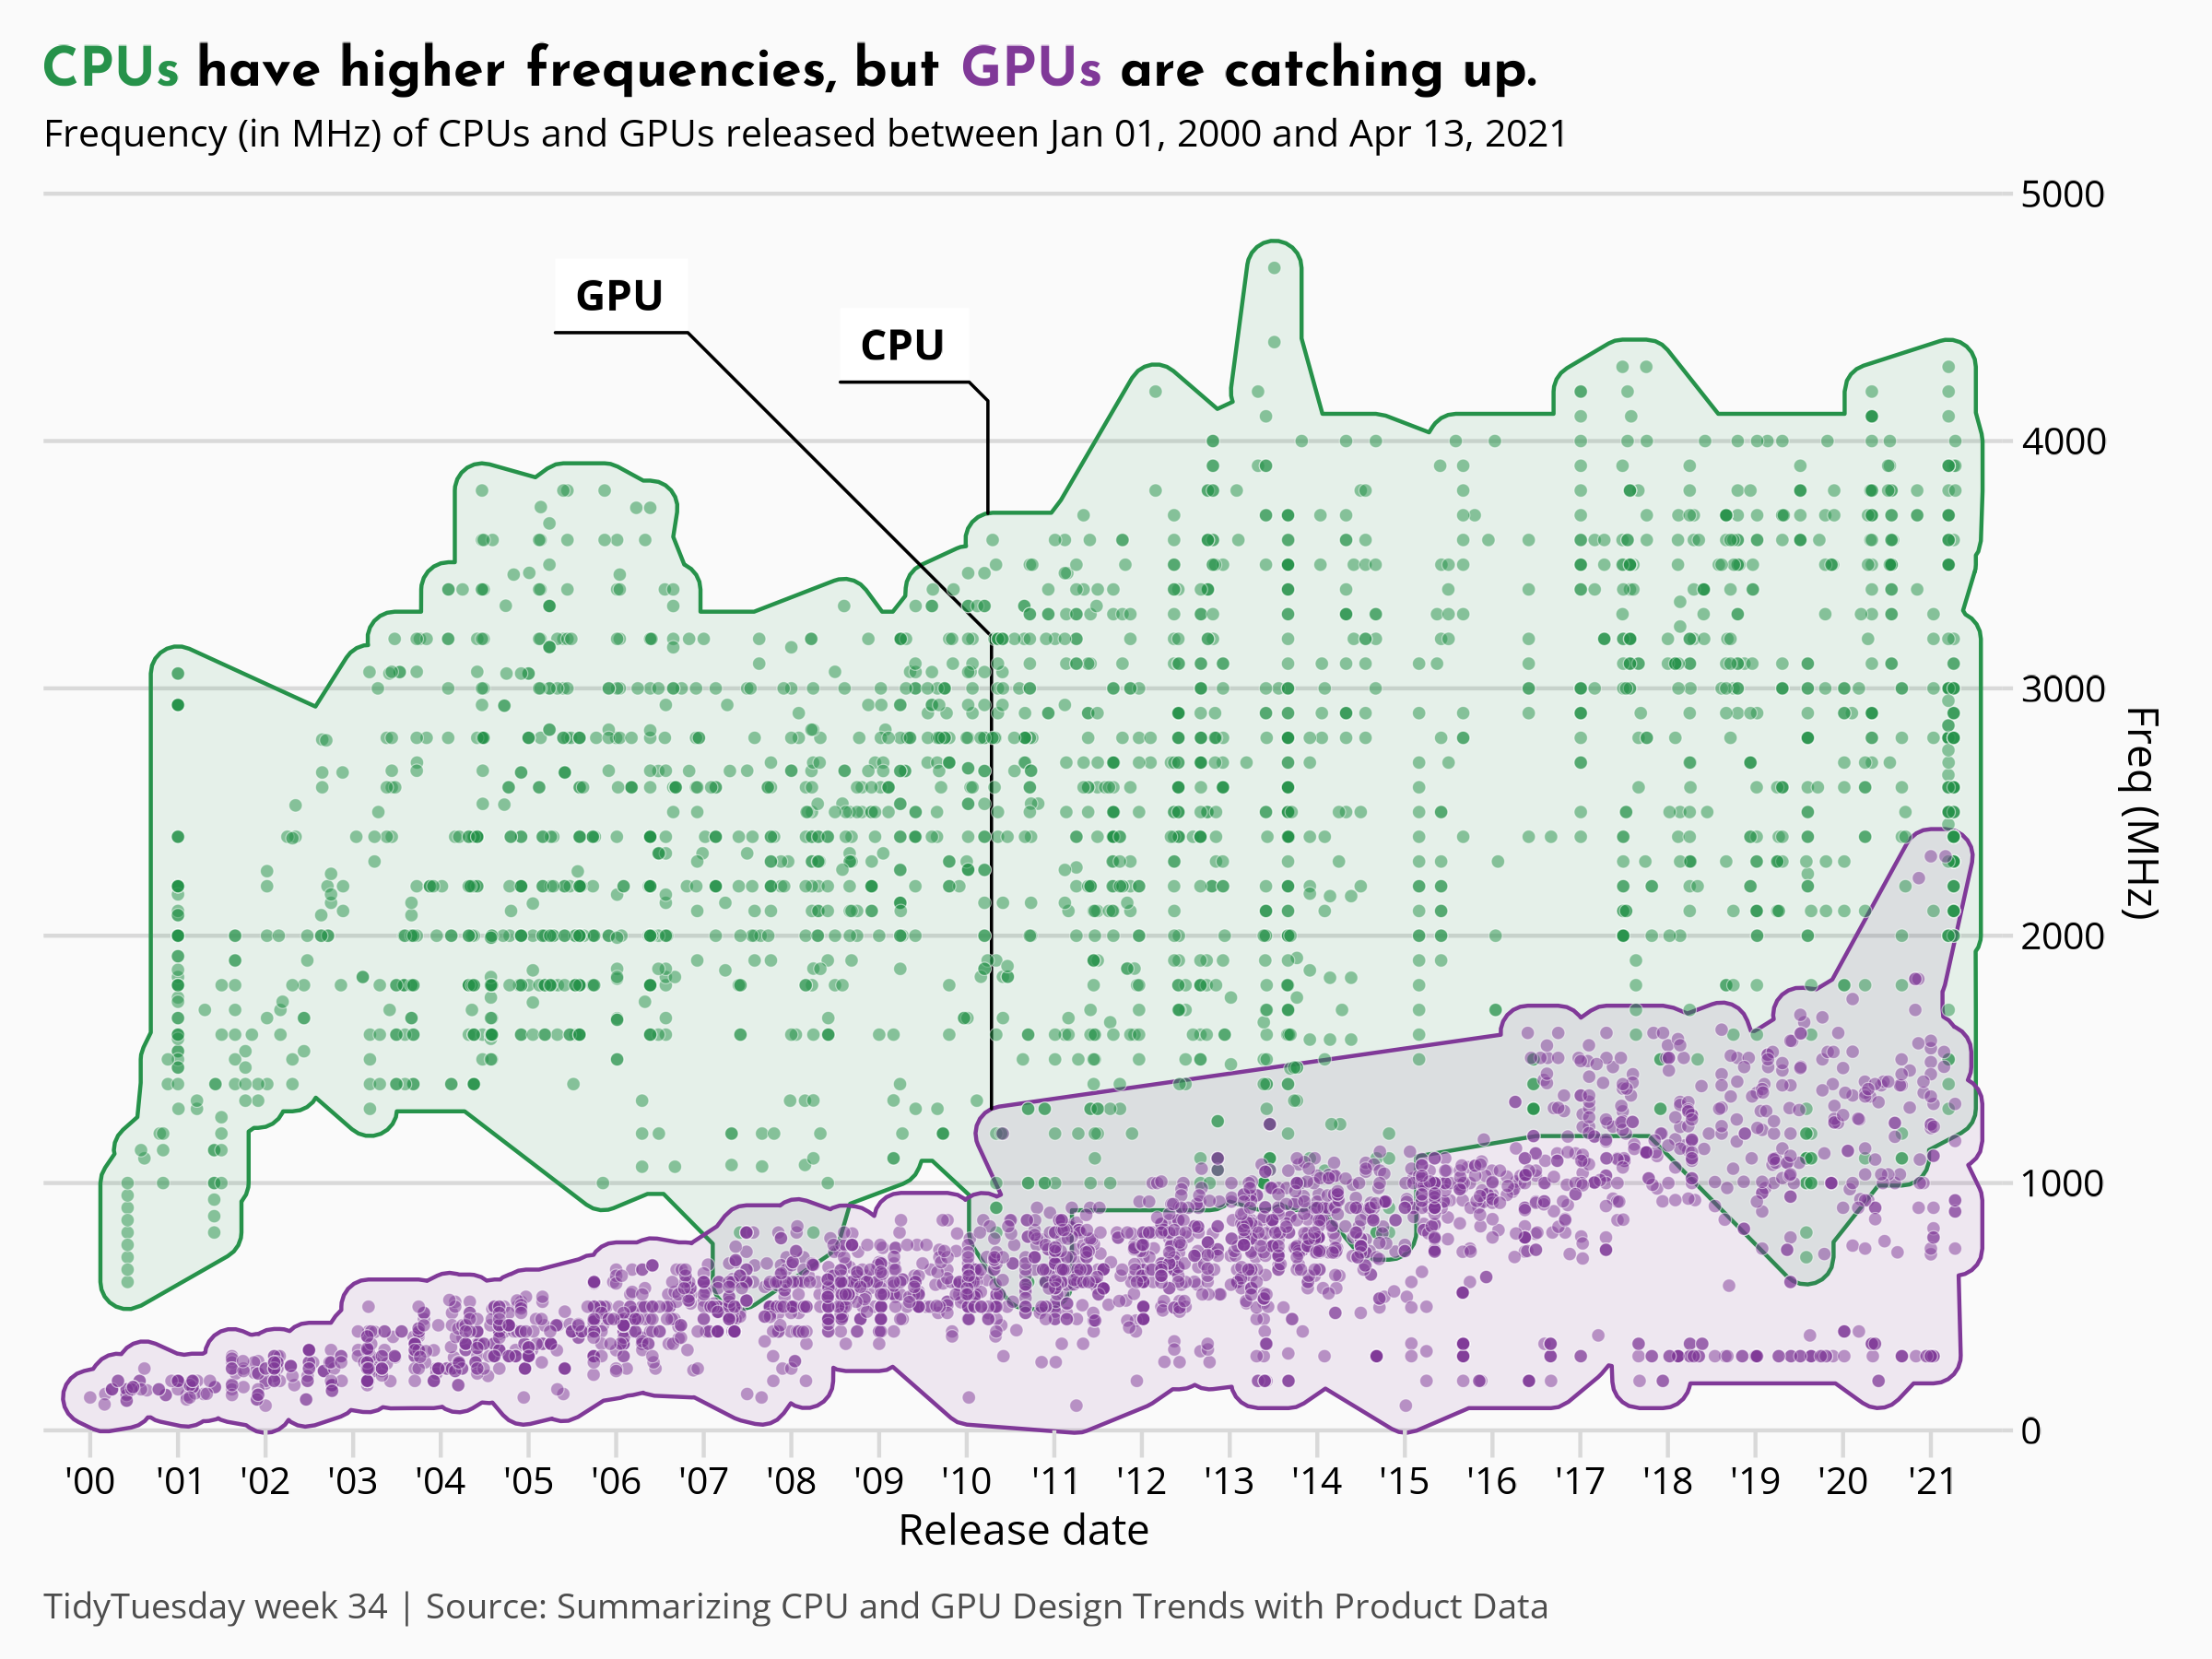 CPUs have higher frequencies, but GPUs are catching up.
Frequency (in MHz) of CPUs and GPUs released between Jan 01, 2000 and Apr 13, 2021
5000
GPU
CPU
4000
3000
Freq (MHz)
2000
1000
0
'00 '01 '02 '03 '04 '05 '06 '07 '08 '09 '10 '11 '12 '13 '14 '15 '16 '17 '18 '19 '20 '21
Release date
TidyTuesday week 34 | Source: Summarizing CPU and GPU Design Trends with Product Data